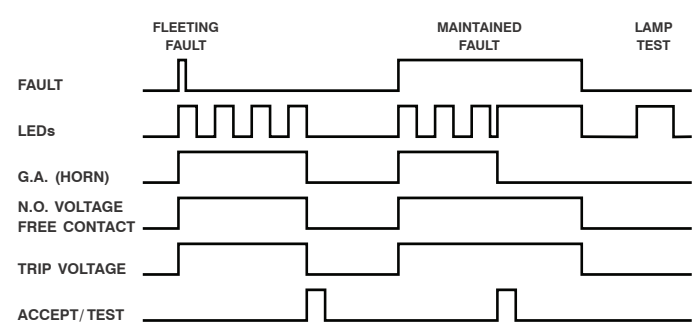 FLEETING FAULT
MAINTAINED FAULT
LAMP TEST
FAULT
LEDs
G.A. (HORN)
N.O. VOLTAGE
FREE CONTACT
TRIP VOLTAGE
ACCEPT/TEST